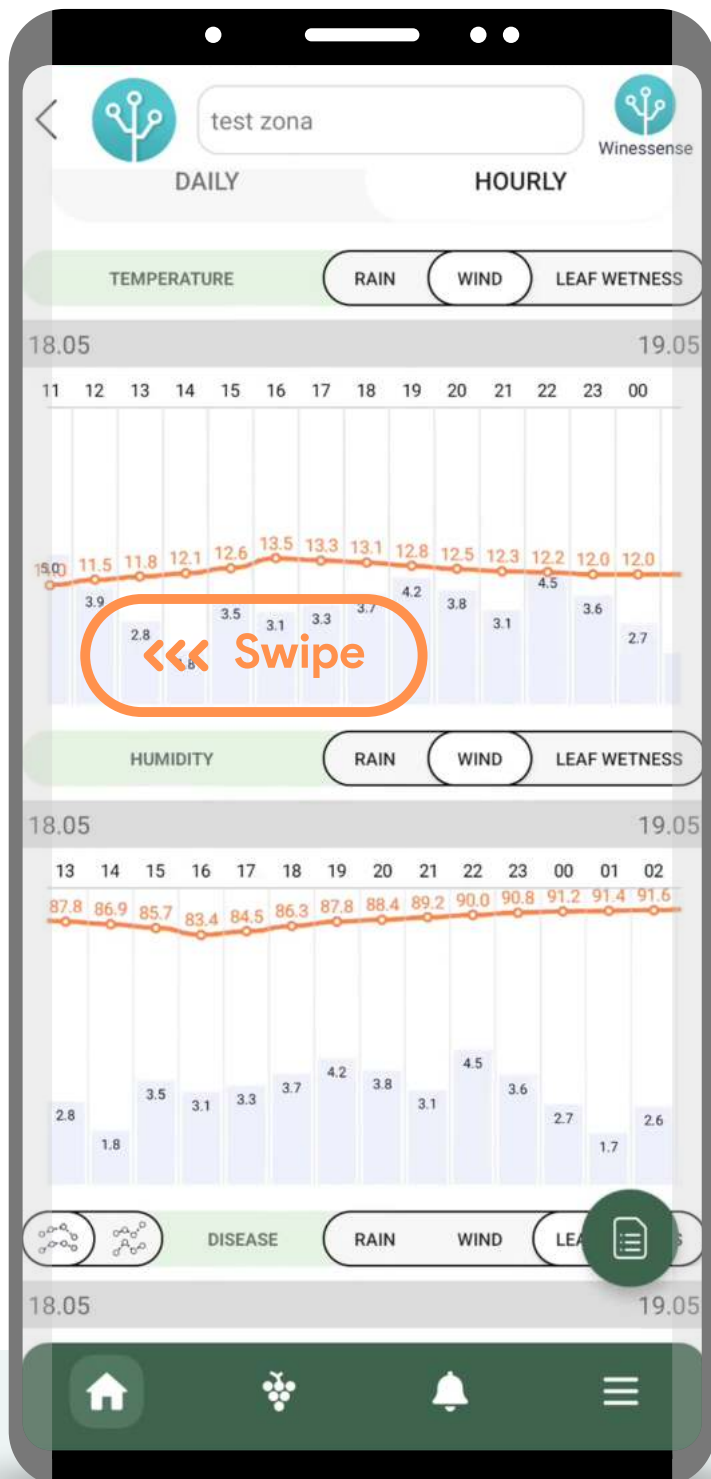 test zona
Winessense
DAILY HOURLY
TEMPERATURE RAIN WIND LEAF WETNESS
18.05 19.05
11 12 13 14 15 16 17 18 19 20 21 22 23 00
11.5 11.8 12.1 12.6 13.5 13.3 13.1 12.8 12.5 12.3 12.2 12.0 12.0
5.0 3.9 2.8 3.5 3.1 3.3 3.7 4.2 3.8 3.1 4.5 3.6 2.7
Swipe
HUMIDITY RAIN WIND LEAF WETNESS
18.05 19.05
13 14 15 16 17 18 19 20 21 22 23 00 01 02
87.8 86.9 85.7 83.4 84.5 86.3 87.8 88.4 89.2 90.0 90.8 91.2 91.4 91.6
2.8 1.8 3.5 3.1 3.3 3.7 4.2 3.8 3.1 4.5 3.6 2.7 1.7 2.6
DISEASE RAIN WIND
18.05 19.05